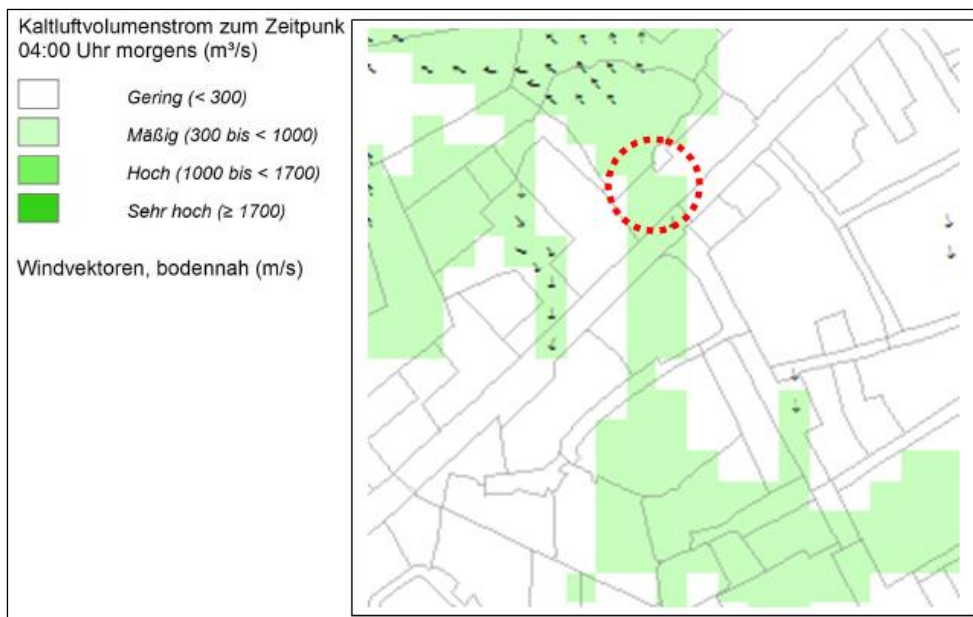 Kaltluftvolumenstrom zum Zeitpunk
04:00 Uhr morgens (m³/s)
Gering (< 300)
Mäßig (300 bis < 1000)
Hoch (1000 bis < 1700)
Sehr hoch (≥ 1700)
Windvektoren, bodennah (m/s)